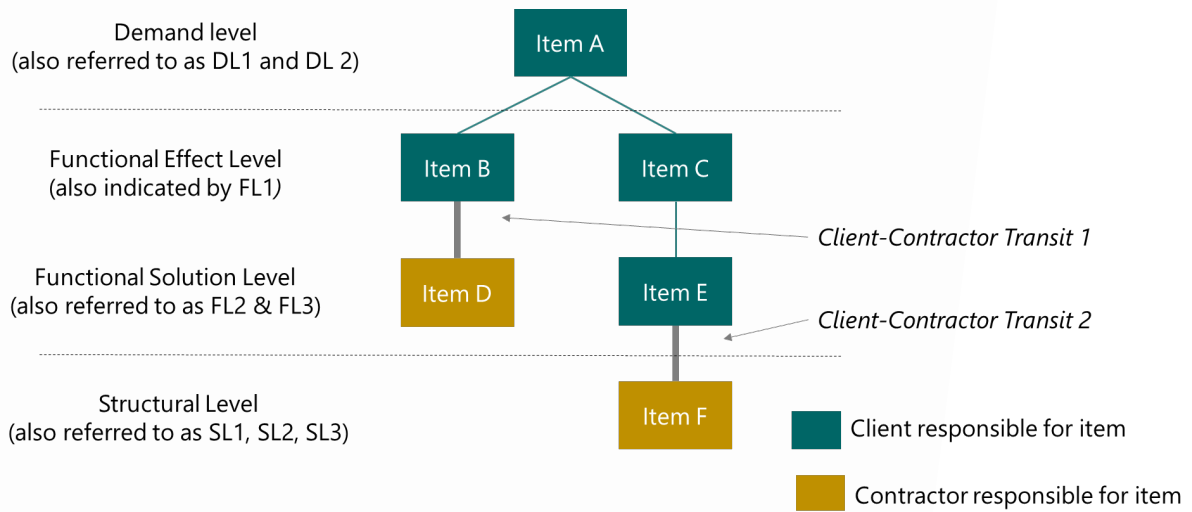 Demand level
(also referred to as DL1 and DL 2)
Item A
Functional Effect Level
(also indicated by FL1)
Item B
Item C
Client-Contractor Transit 1
Functional Solution Level
(also referred to as FL2 & FL3)
Item D
Item E
Client-Contractor Transit 2
Structural Level
(also referred to as SL1, SL2, SL3)
Item F
Client responsible for item
Contractor responsible for item